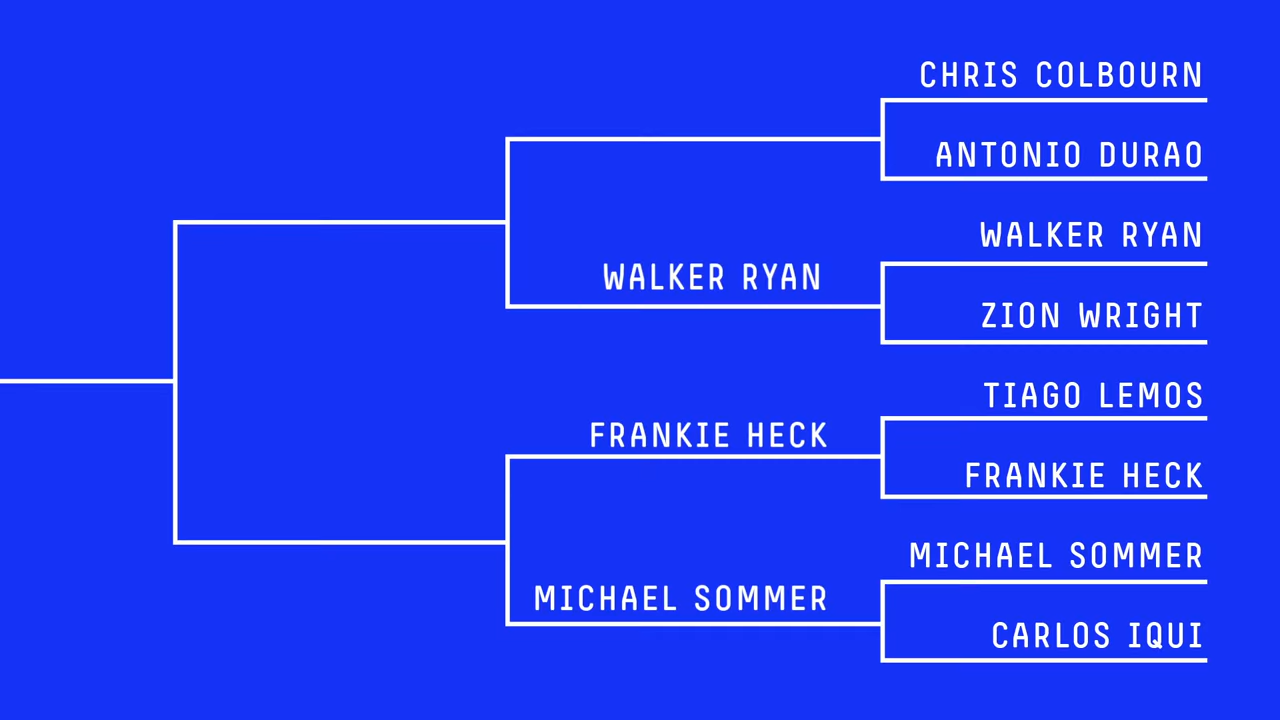 CHRIS COLBOURN
ANTONIO DURAO
WALKER RYAN
WALKER RYAN
ZION WRIGHT
TIAGO LEMOS
FRANKIE HECK
FRANKIE HECK
MICHAEL SOMMER
MICHAEL SOMMER
CARLOS IQUI